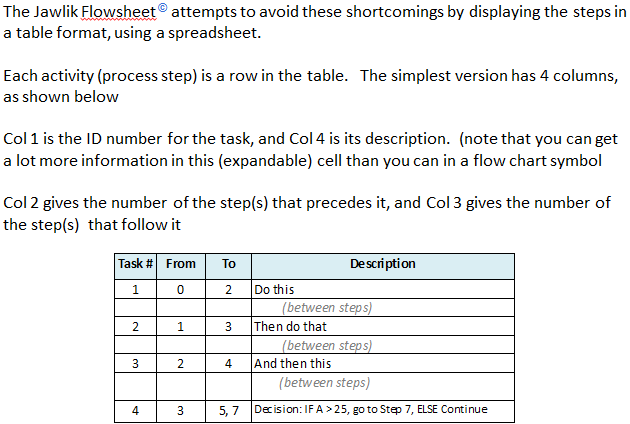 The Jawlik Flowsheet© attempts to avoid these shortcomings by displaying the steps in
a table format, using a spreadsheet.
Each activity (process step) is a row in the table. The simplest version has 4 columns,
as shown below
Col 1 is the ID number for the task, and Col 4 is its description. (note that you can get
a lot more information in this (expandable) cell than you can in a flow chart symbol
Col 2 gives the number of the step(s) that precedes it, and Col 3 gives the number of
the step(s) that follow it
Task # From To Description
1 0 2 Do this
(between steps)
2 1 3 Then do that
(between steps)
3 2 4 And then this
(between steps)
4 3 5, 7 Decision: IF A > 25, go to Step 7, ELSE Continue